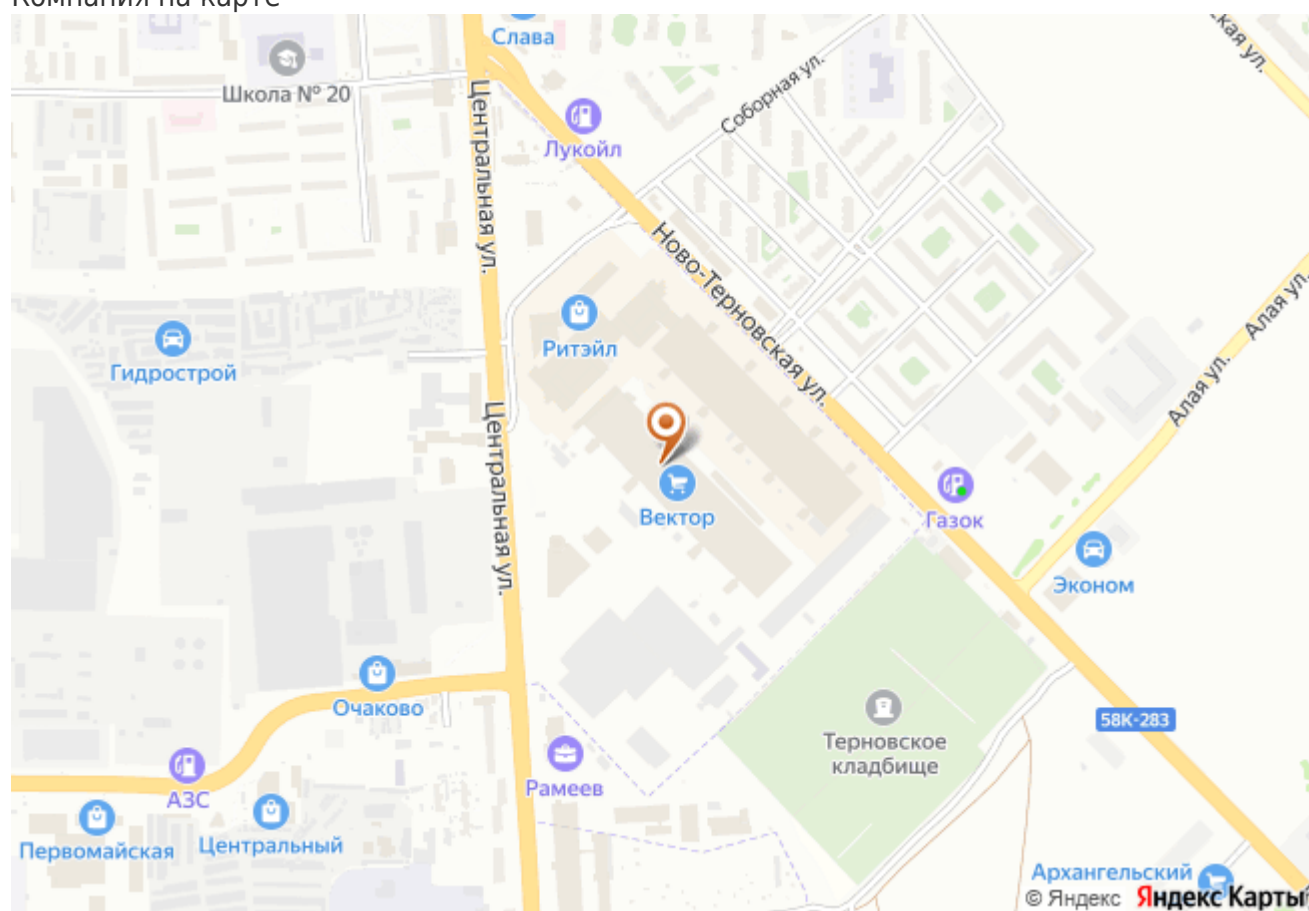 Компания на карте
Слава
ская ул.
Школа № 20
Соборная ул.
Лукойл
Центральная ул.
Ново-Терновская ул.
Алая ул.
Ритэйл
Гидрострой
Алая ул.
Центральная ул.
Вектор
Газок
Эконом
Очаково
58К-283
Терновское
кладбище
Рамеев
АЗС
Центральный
Первомайская
Архангельский
© Яндекс Яндекс Карты